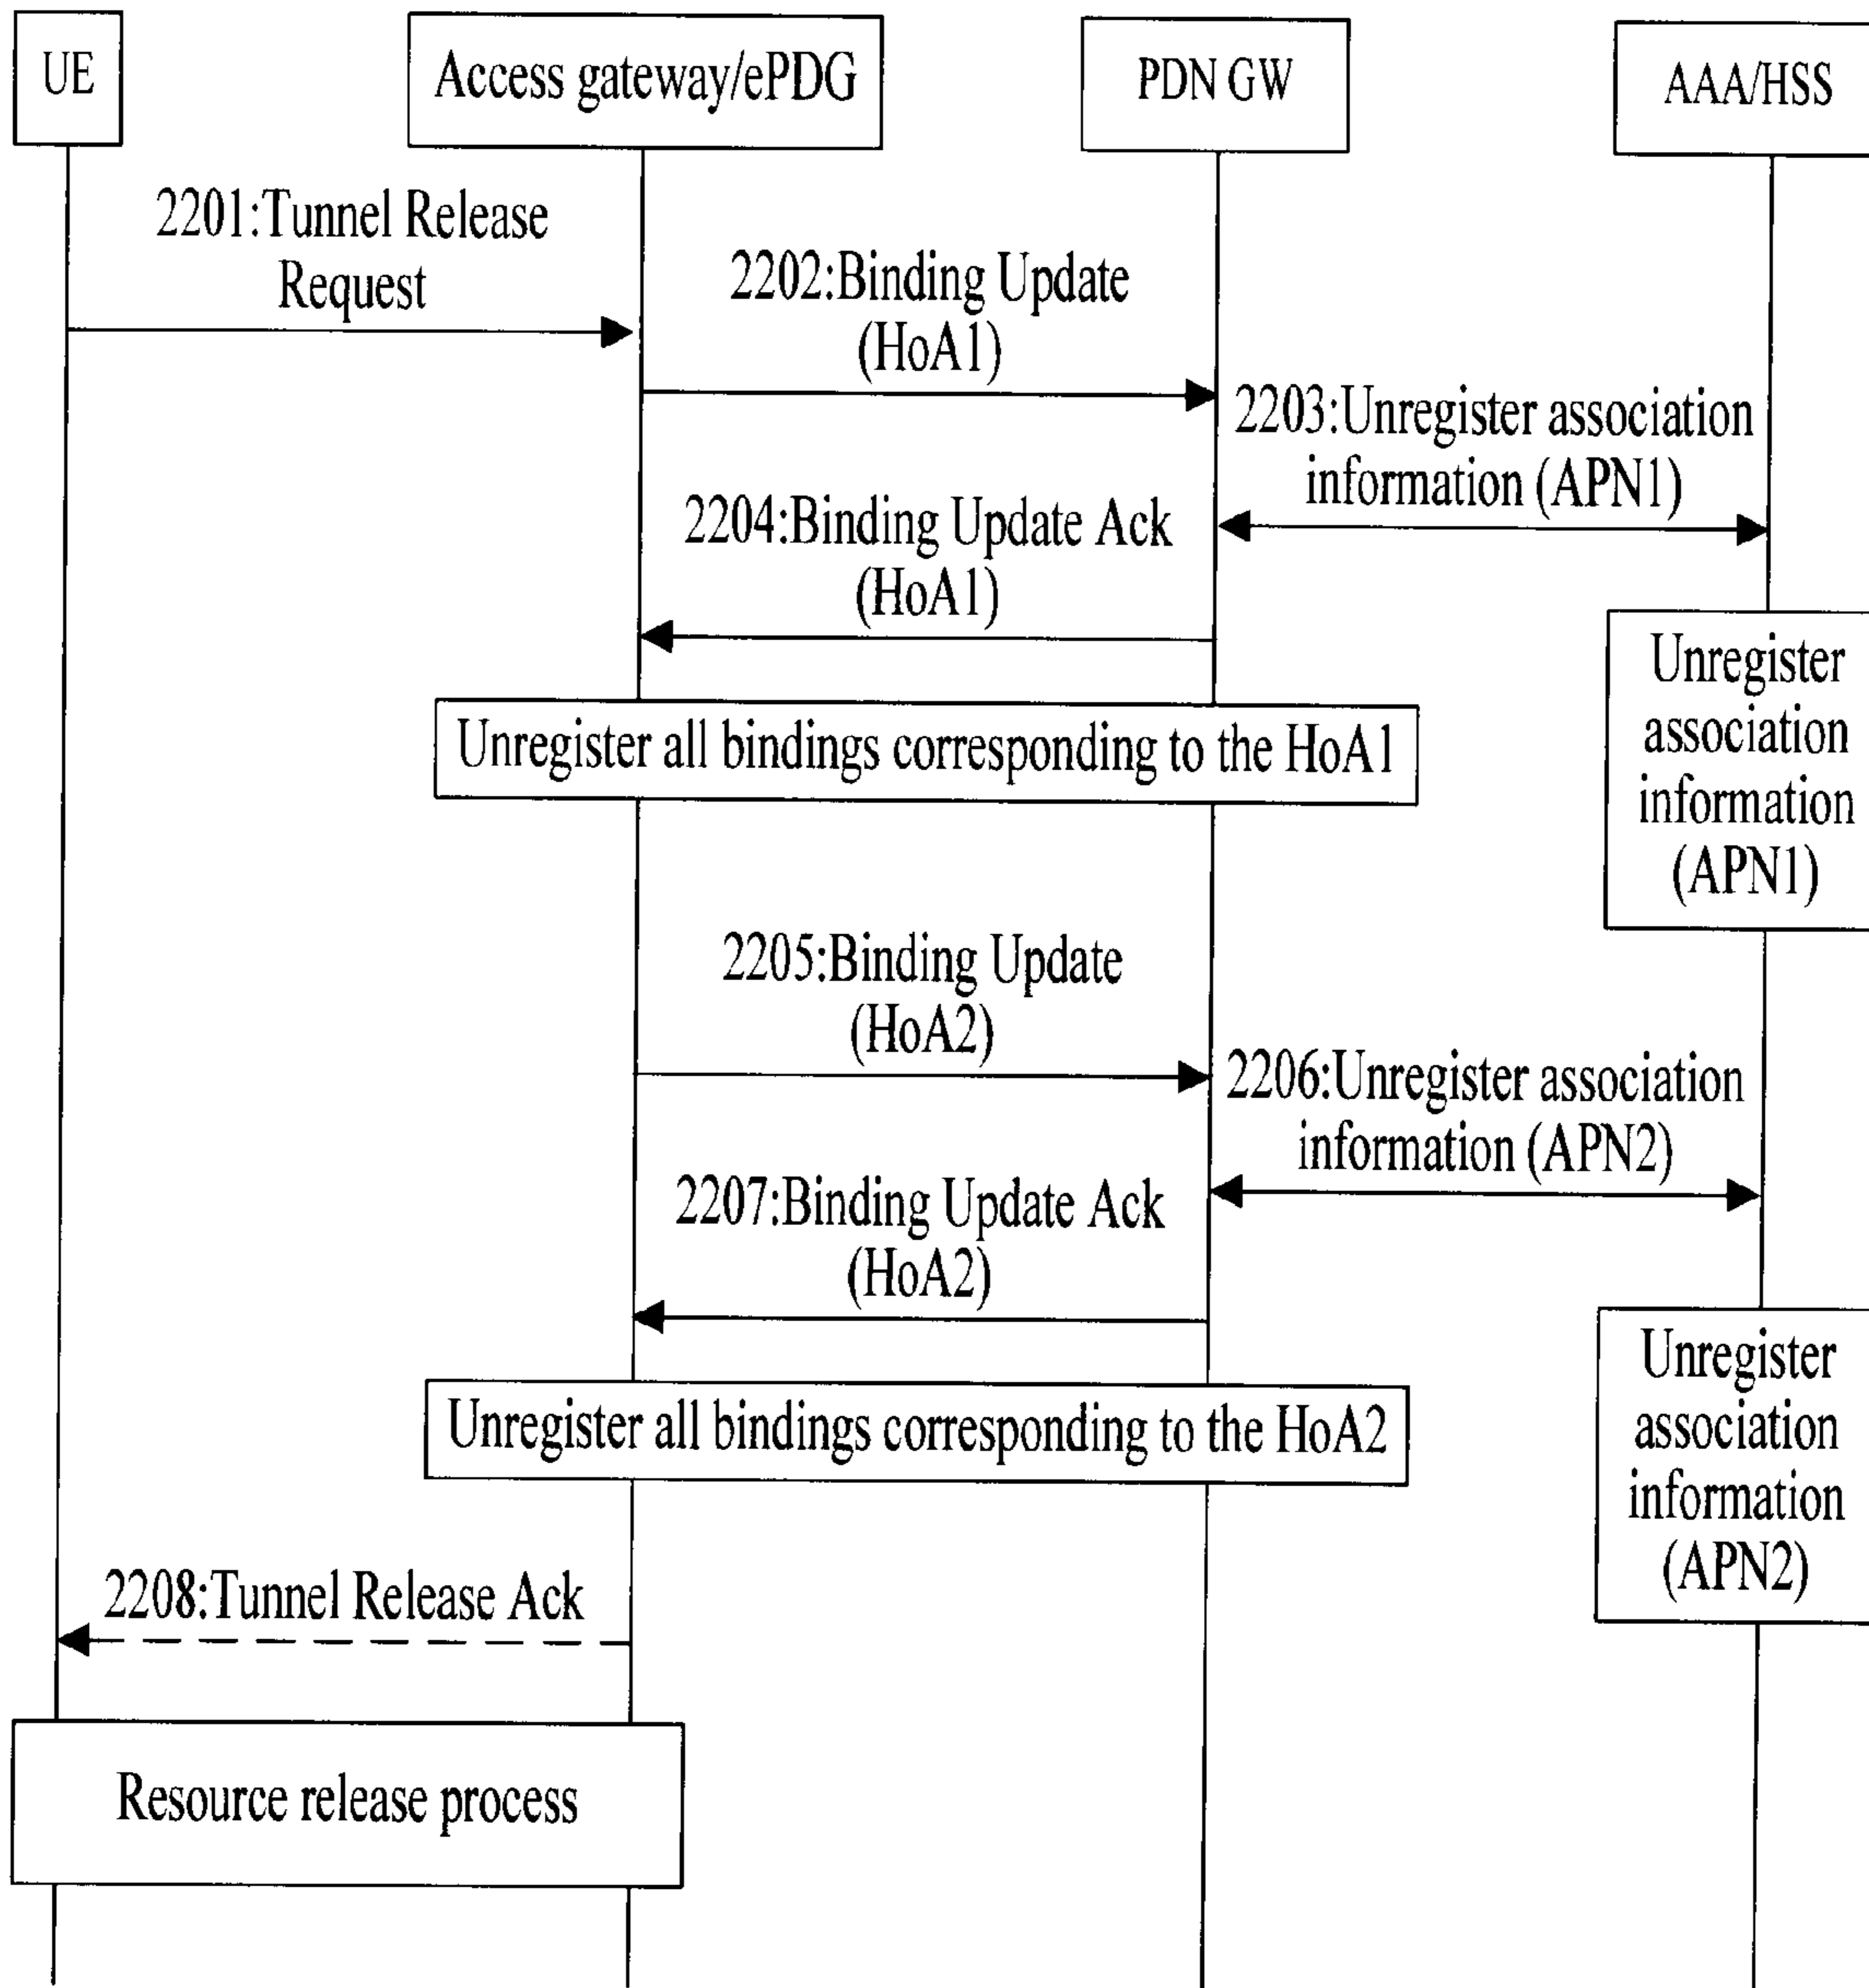 UE
Access gateway/ePDG
PDN GW
AAA/HSS
2201:Tunnel Release
Request
2202:Binding Update
(HoA1)
2203:Unregister association
information (APN1)
2204:Binding Update Ack
(HoA1)
Unregister
association
information
(APN1)
Unregister all bindings corresponding to the HoA1
2205:Binding Update
(HoA2)
2206:Unregister association
information (APN2)
2207:Binding Update Ack
(HoA2)
Unregister
association
information
(APN2)
Unregister all bindings corresponding to the HoA2
2208:Tunnel Release Ack
Resource release process